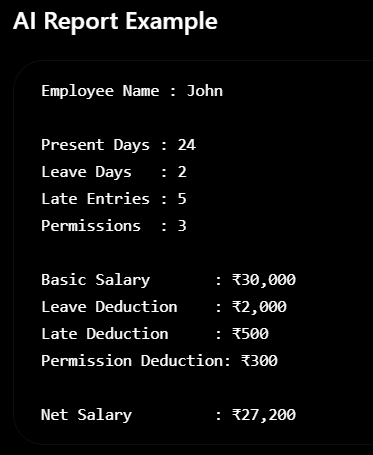 AI Report Example
Employee Name : John
Present Days : 24
Leave Days   : 2
Late Entries : 5
Permissions  : 3
Basic Salary       : ₹30,000
Leave Deduction    : ₹2,000
Late Deduction     : ₹500
Permission Deduction: ₹300
Net Salary         : ₹27,200